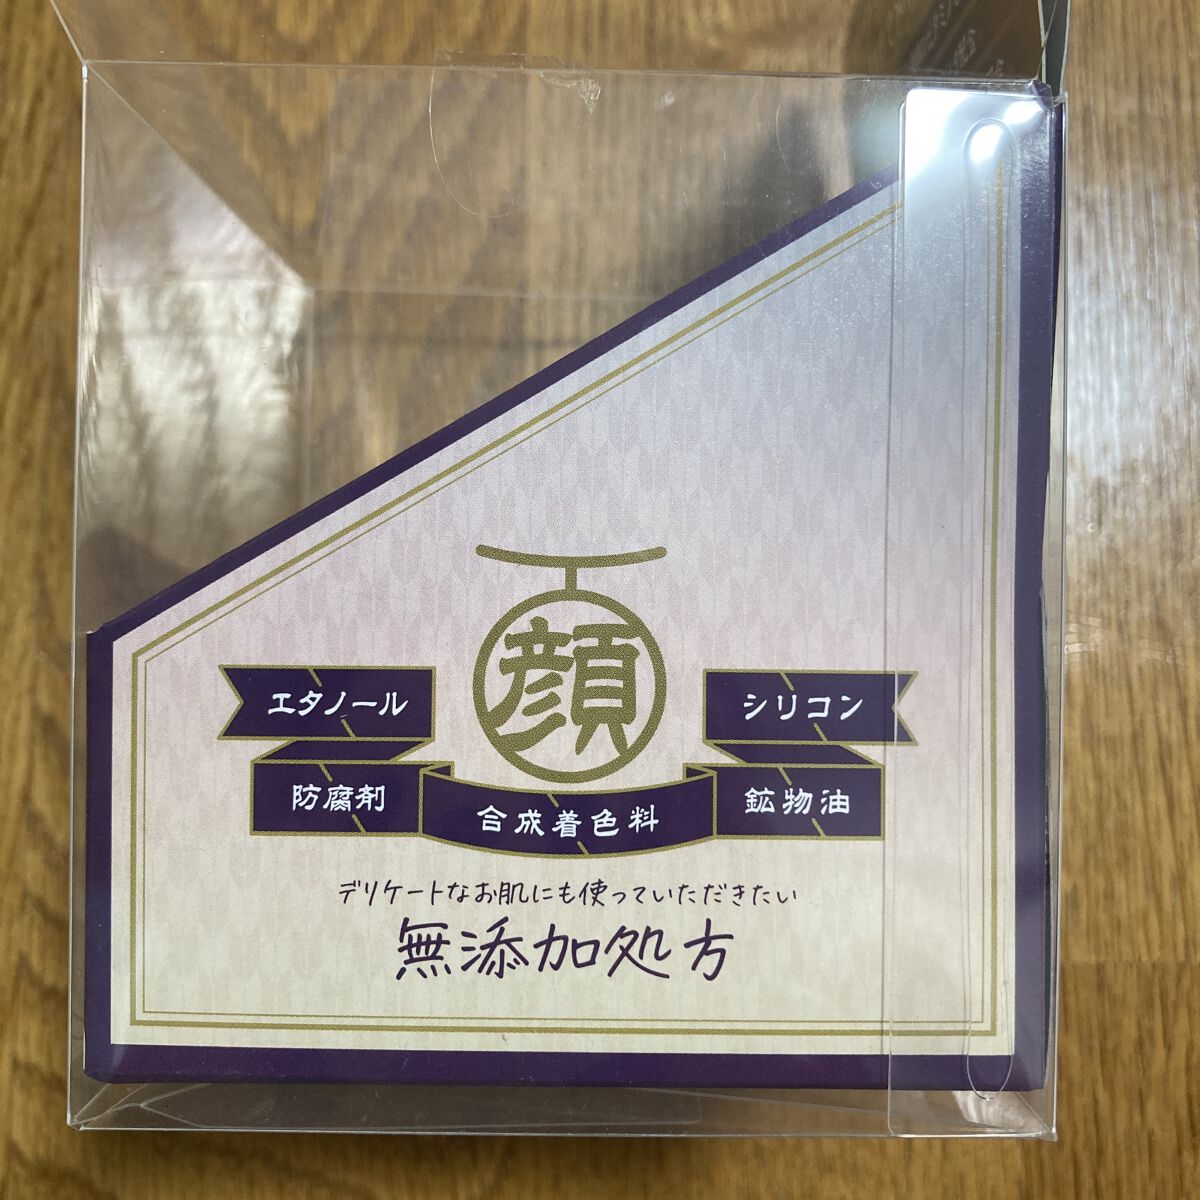 顔
エタノール
シリコン
防腐剤
合成着色料
鉱物油
デリケートなお肌にも使っていただきたい
無添加処方